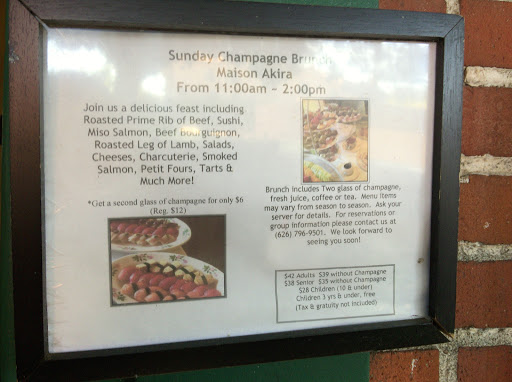 Sunday Champagne Brunch
Maison Akira
From 11:00am - 2:00pm
Join us a delicious feast including
Roasted Prime Rib of Beef, Sushi,
Miso Salmon, Beef Bourguignon,
Roasted Leg of Lamb, Salads,
Cheeses, Charcuterie, Smoked
Salmon, Petit Fours, Tarts &
Much More!
*Get a second glass of champagne for only $6
(Reg. $12)
Brunch includes Two glass of champagne,
fresh juice, coffee or tea. Menu items
may vary from season to season. Ask your
server for details. For reservations or
group information please contact us at
(626) 796-9501. We look forward to
seeing you soon!
$42 Adults $39 without Champagne
$38 Senior $35 without Champagne
$28 Children (10 & under)
Children 3 yrs & under, free
(Tax & gratuity not included)